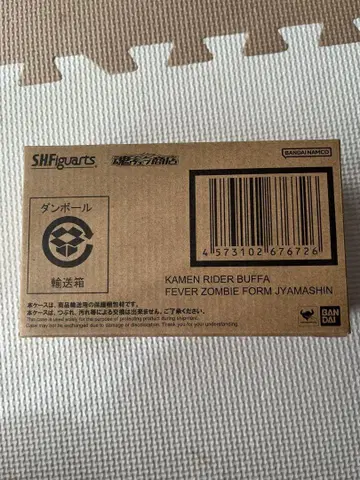 S.H.Figuarts
魂ウェブ商店
BANDAI NAMCO
ダンボール
輸送箱
4 573102 676726
KAMEN RIDER BUFFA
FEVER ZOMBIE FORM JYAMASHIN
本ケースは、商品輸送用の保護梱包材です。
本ケースは、つぶれ、汚れ等による交換は出来ません。ご了承ください。
This case is used solely for the purpose of protecting product during shipment.
Case may not be exchanged due to damage or discoloration. Thank you for your understanding.
BAN
DAI